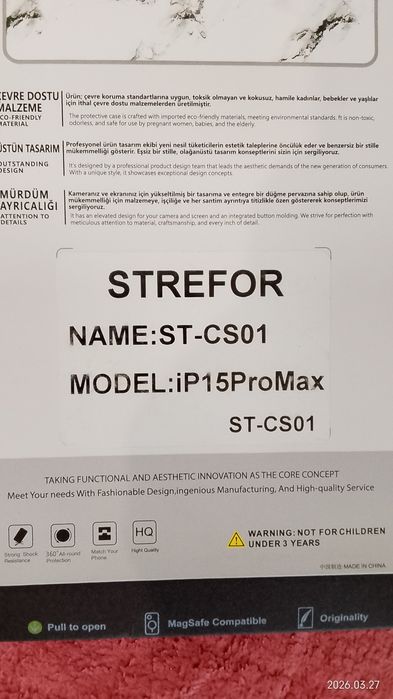 ÇEVRE DOSTU
MALZEME
ECO-FRIENDLY
MATERIAL
Ürün; çevre koruma standartlarına uygun, toksik olmayan ve kokusuz, hamile kadınlar, bebekler ve yaşlılar
için ithal çevre dostu malzemelerden üretilmiştir.
The protective case is crafted with imported eco-friendly materials, meeting environmental health standards. It is non-toxic,
odorless, and safe for use by pregnant women, babies, and the elderly.
ÜSTÜN TASARIM
OUTSTANDING
DESIGN
Profesyonel ürün tasarım ekibi yeni nesil tüketicilerin estetik taleplerine öncülük eder ve benzersiz bir stille
mükemmelliği gösterir. Eşsiz bir stille, olağanüstü tasarım konseptlerini sizin için sergiliyoruz.
It's designed by a professional product design team that leads the aesthetic demands of the new generation of consumers.
With a unique style, it showcases exceptional design concepts.
MÜRDÜM
AYRICALIĞI
ATTENTION TO
DETAILS
Kameranız ve ekranınız için yükseltilmiş bir tasarıma ve entegre bir düğme pervazına sahip olup, ürün
mükemmelliği için malzemeye, işçiliğe ve her santim ayrıntıya titizlikle özen göstererek konseptlerimizi
sergiliyoruz.
It has an elevated design for your camera and screen and an integrated button molding. We strive for perfection with
meticulous attention to material, craftsmanship, and every inch of detail.
STREFOR
NAME:ST-CS01
MODEL:iP15ProMax
ST-CS01
TAKING FUNCTIONAL AND AESTHETIC INNOVATION AS THE CORE CONCEPT
Meet Your needs With Fashionable Design,ingenious Manufacturing, And High-quality Service
HQ
Strong Shock
Resistance
360° All-round
Protection
Match Your
Phone
Hight Quality
WARNING: NOT FOR CHILDREN
UNDER 3 YEARS
中国制造 MADE IN CHINA
Pull to open
MagSafe Compatible
Originality
2026.03.27